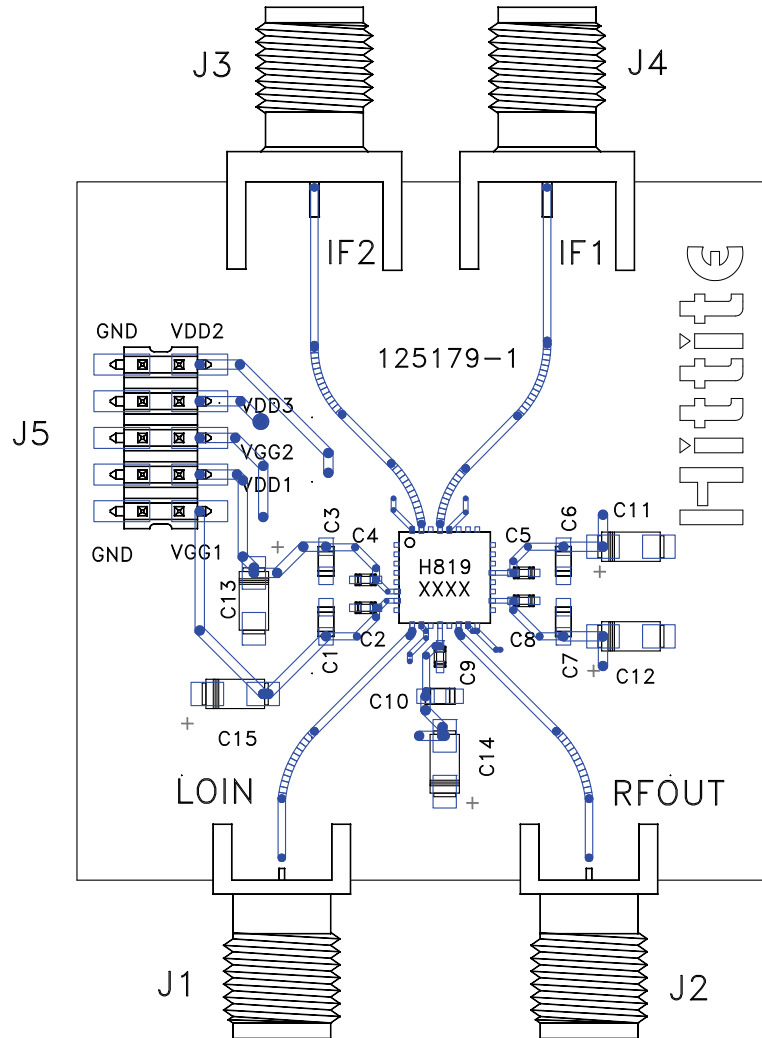 J3
J4
IF2
IF1
Hittite
125179-1
GND
VDD2
VDD3
J5
VGG2
VDD1
GND
VGG1
C3
C4
C5
C6
C11
H819
XXXX
C13
C1
C2
C8
C7
C12
C9
C10
C15
C14
LOIN
RFOUT
J1
J2